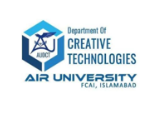 Department Of
CREATIVE
TECHNOLOGIES
AIR UNIVERSITY
FCAI, ISLAMABAD